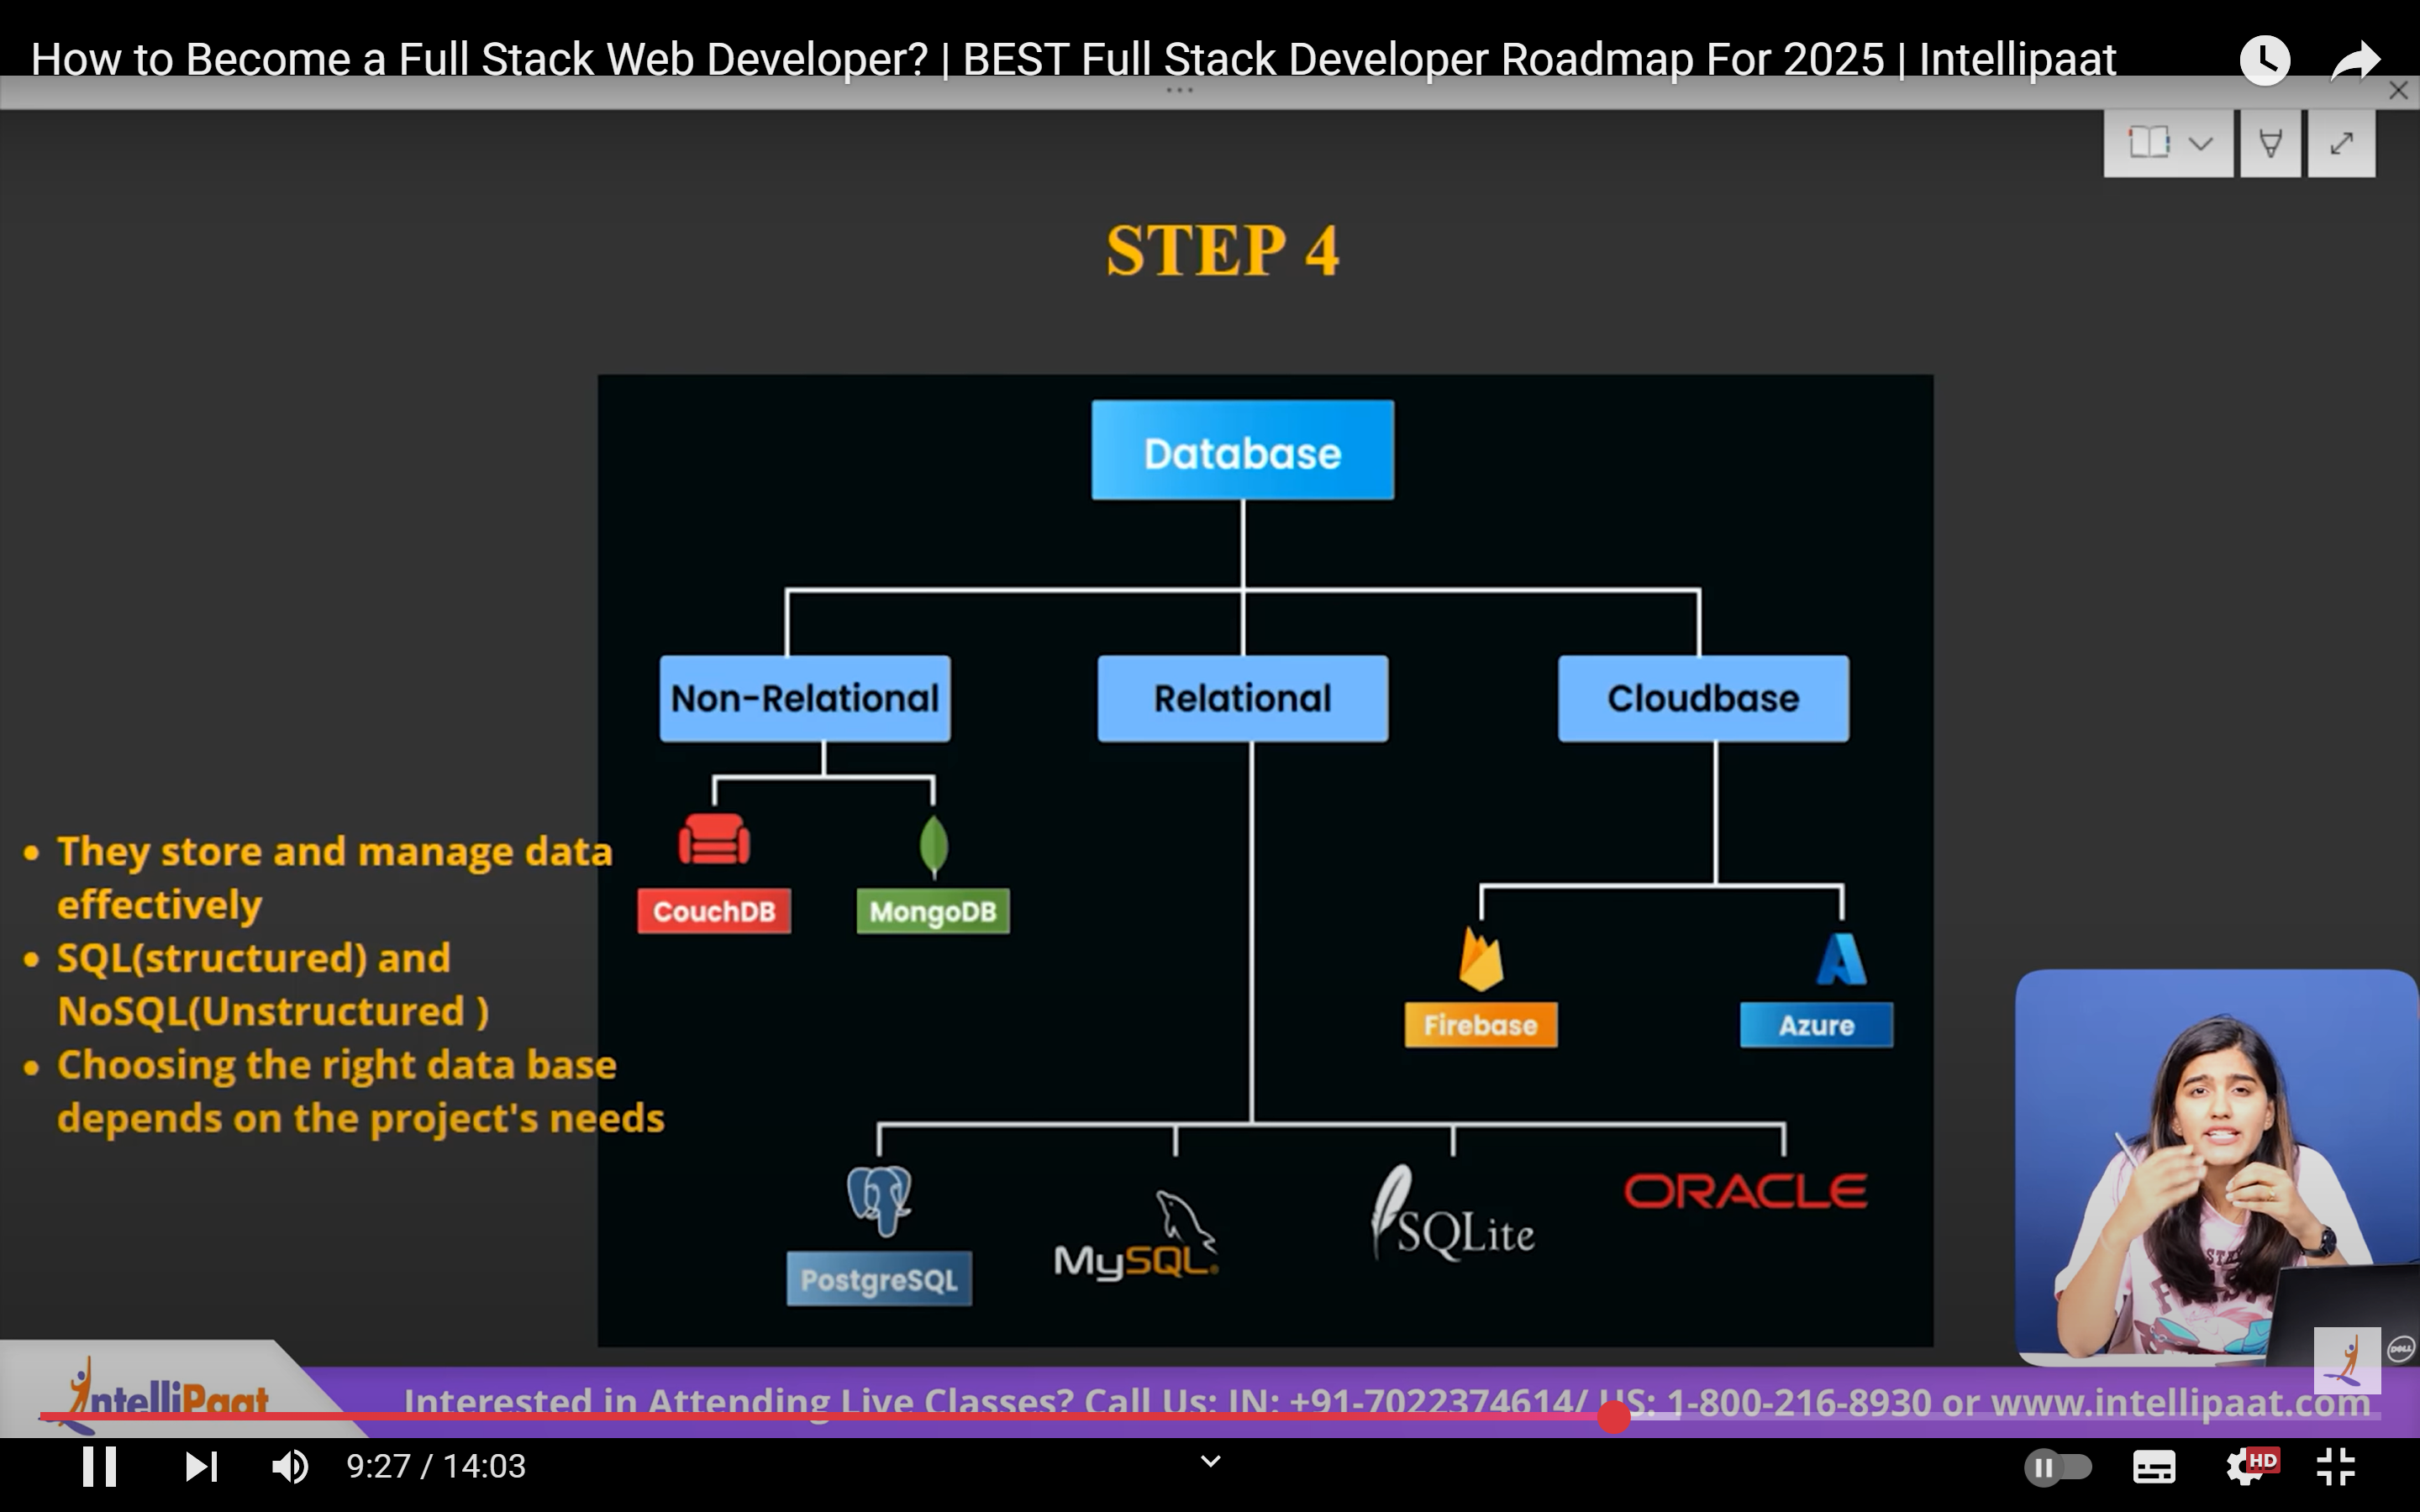 How to Become a Full Stack Web Developer? | BEST Full Stack Developer Roadmap For 2025 | Intellipaat
STEP 4
Database
Non-Relational
Relational
Cloudbase
CouchDB
MongoDB
Firebase
Azure
PostgreSQL
MySQL
SQLite
ORACLE
• They store and manage data
effectively
• SQL(structured) and
NoSQL(Unstructured )
• Choosing the right data base
depends on the project's needs
DELL
IntelliPaat
Interested in Attending Live Classes? Call Us: IN: +91-7022374614/ US: 1-800-216-8930 or www.intellipaat.com
9:27 / 14:03
HD